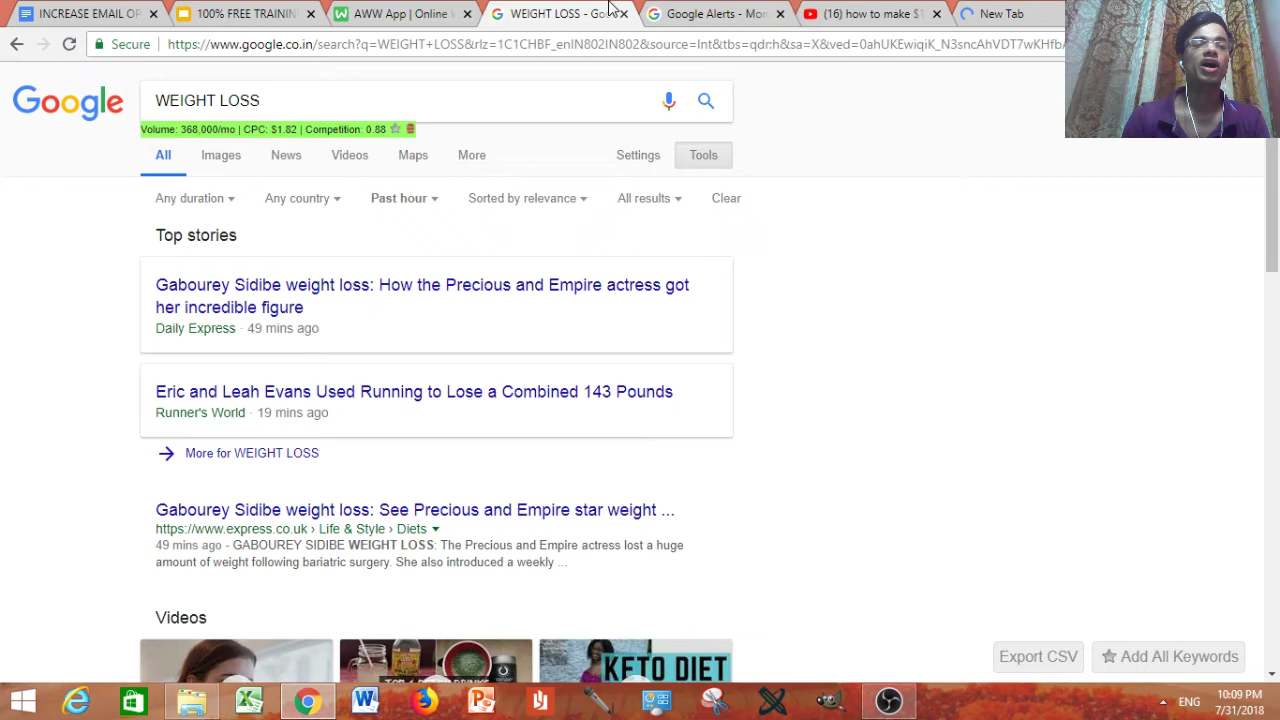 INCREASE EMAIL OP
100% FREE TRAININ
AWW App | Online
WEIGHT LOSS - Go
Google Alerts - Mon
(16) how to make $1
New Tab
Secure
https://www.google.co.in/search?q=WEIGHT+LOSS&rlz=1C1CHBF_enIN802IN802&source=lnt&tbs=qdr:h&sa=X&ved=0ahUKEwiqiK_N3sncAhVDT7wKHfb
Google
WEIGHT LOSS
Volume: 368,000/mo | CPC: $1.82 | Competition: 0.88
All Images News Videos Maps More Settings Tools
Any duration Any country Past hour Sorted by relevance All results Clear
Top stories
Gabourey Sidibe weight loss: How the Precious and Empire actress got
her incredible figure
Daily Express · 49 mins ago
Eric and Leah Evans Used Running to Lose a Combined 143 Pounds
Runner's World · 19 mins ago
More for WEIGHT LOSS
Gabourey Sidibe weight loss: See Precious and Empire star weight ...
https://www.express.co.uk › Life & Style › Diets
49 mins ago - GABOUREY SIDIBE WEIGHT LOSS: The Precious and Empire actress lost a huge
amount of weight following bariatric surgery. She also introduced a weekly ...
Videos
KETO DIET
Export CSV
Add All Keywords
ENG
10:09 PM
7/31/2018